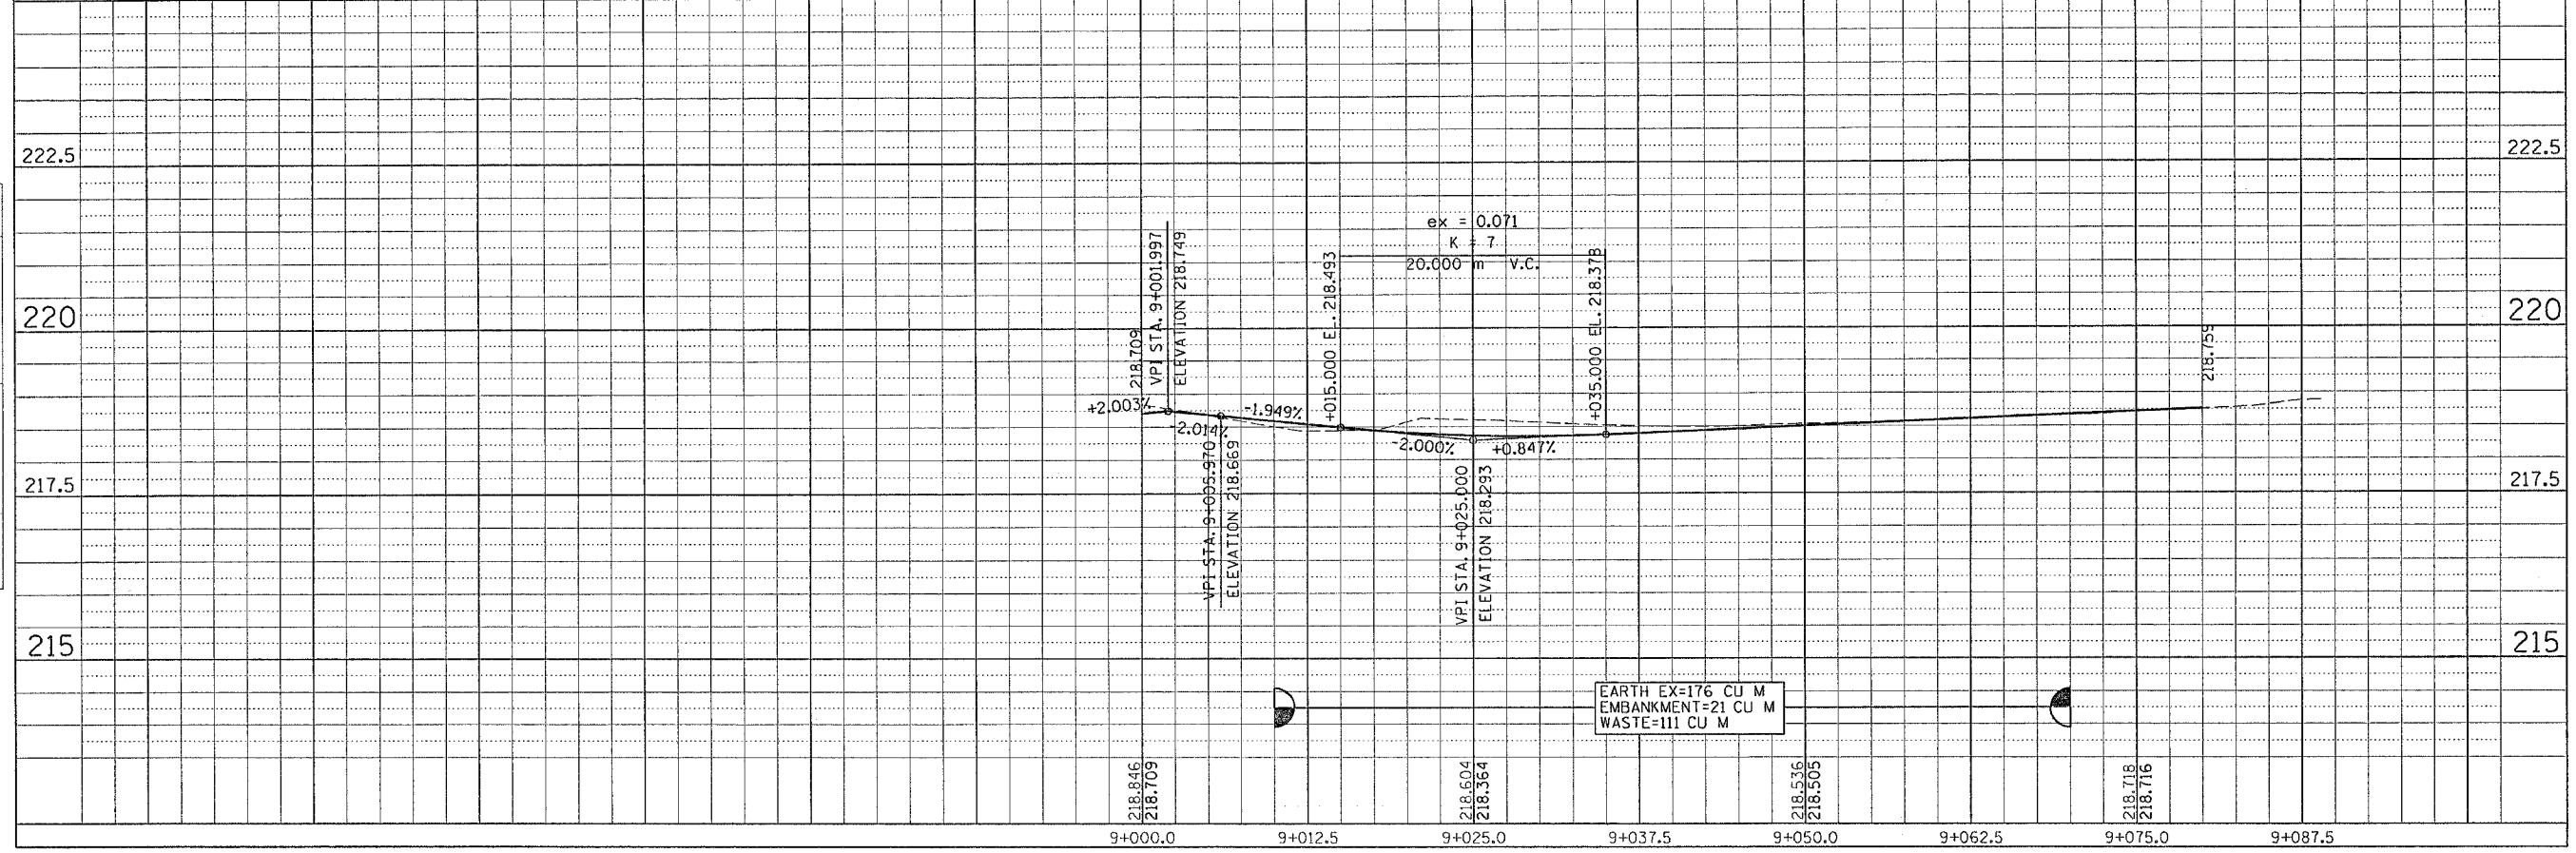 222.5
222.5
ex = 0.071
K = 7
20.000 m V.C.
VPI STA. 9+001.997
ELEVATION 218.749
+015.000 EL. 218.493
+035.000 EL. 218.378
220
220
218.709
218.759
+2.003%
-1.949%
-2.014%
-2.000%
+0.847%
VPI STA. 9+005.970
ELEVATION 218.669
VPI STA. 9+025.000
ELEVATION 218.293
217.5
217.5
215
215
EARTH EX=176 CU M
EMBANKMENT=21 CU M
WASTE=111 CU M
218.846
218.709
218.604
218.364
218.536
218.505
218.718
218.716
9+000.0
9+012.5
9+025.0
9+037.5
9+050.0
9+062.5
9+075.0
9+087.5